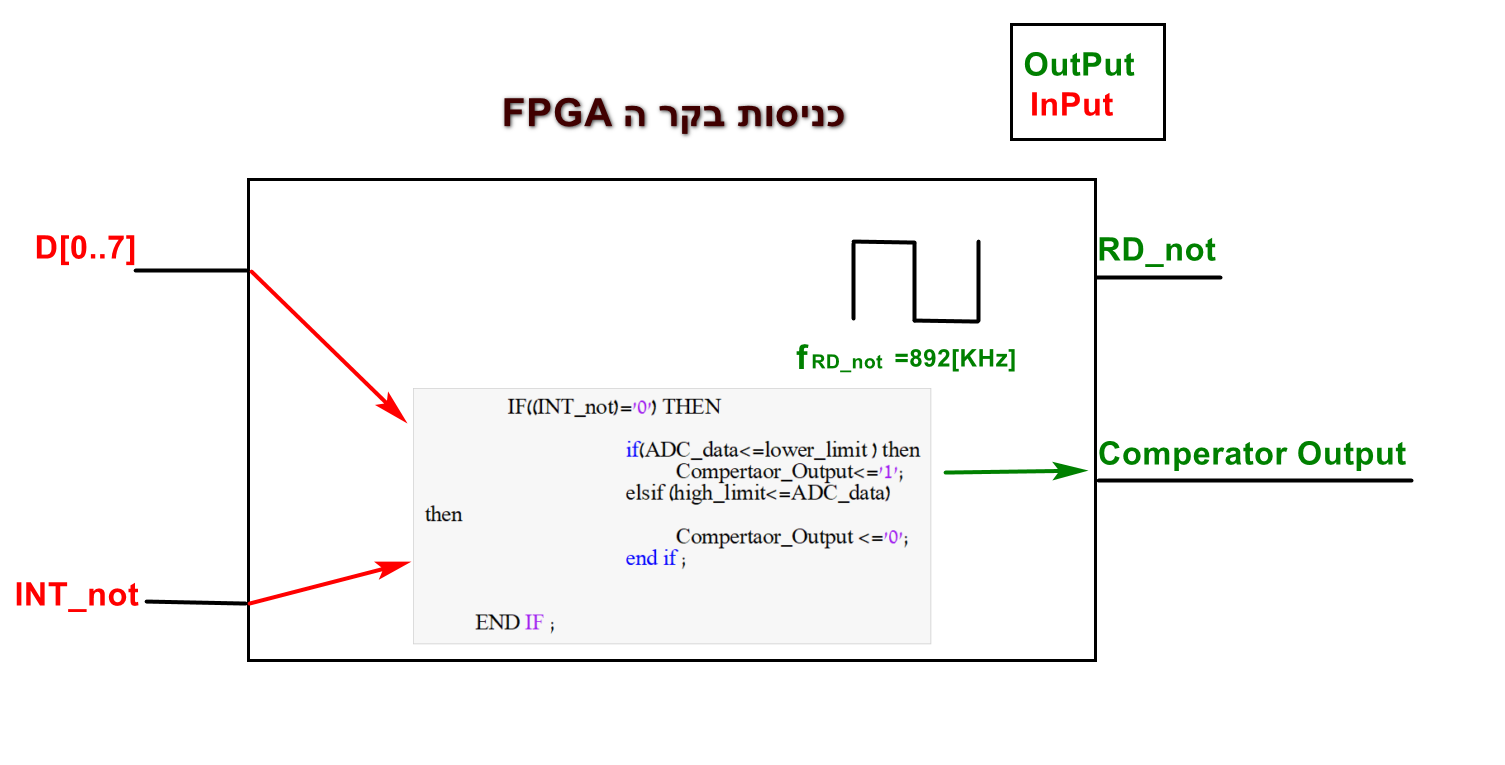 OutPut
InPut
כניסות בקר ה FPGA
D[0..7]
RD_not
f RD_not =892[KHz]
IF((INT_not)='0') THEN
if(ADC_data<=lower_limit ) then
Compertaor_Output<='1';
elsif (high_limit<=ADC_data)
then
Compertaor_Output <='0';
end if ;
END IF ;
Comperator Output
INT_not